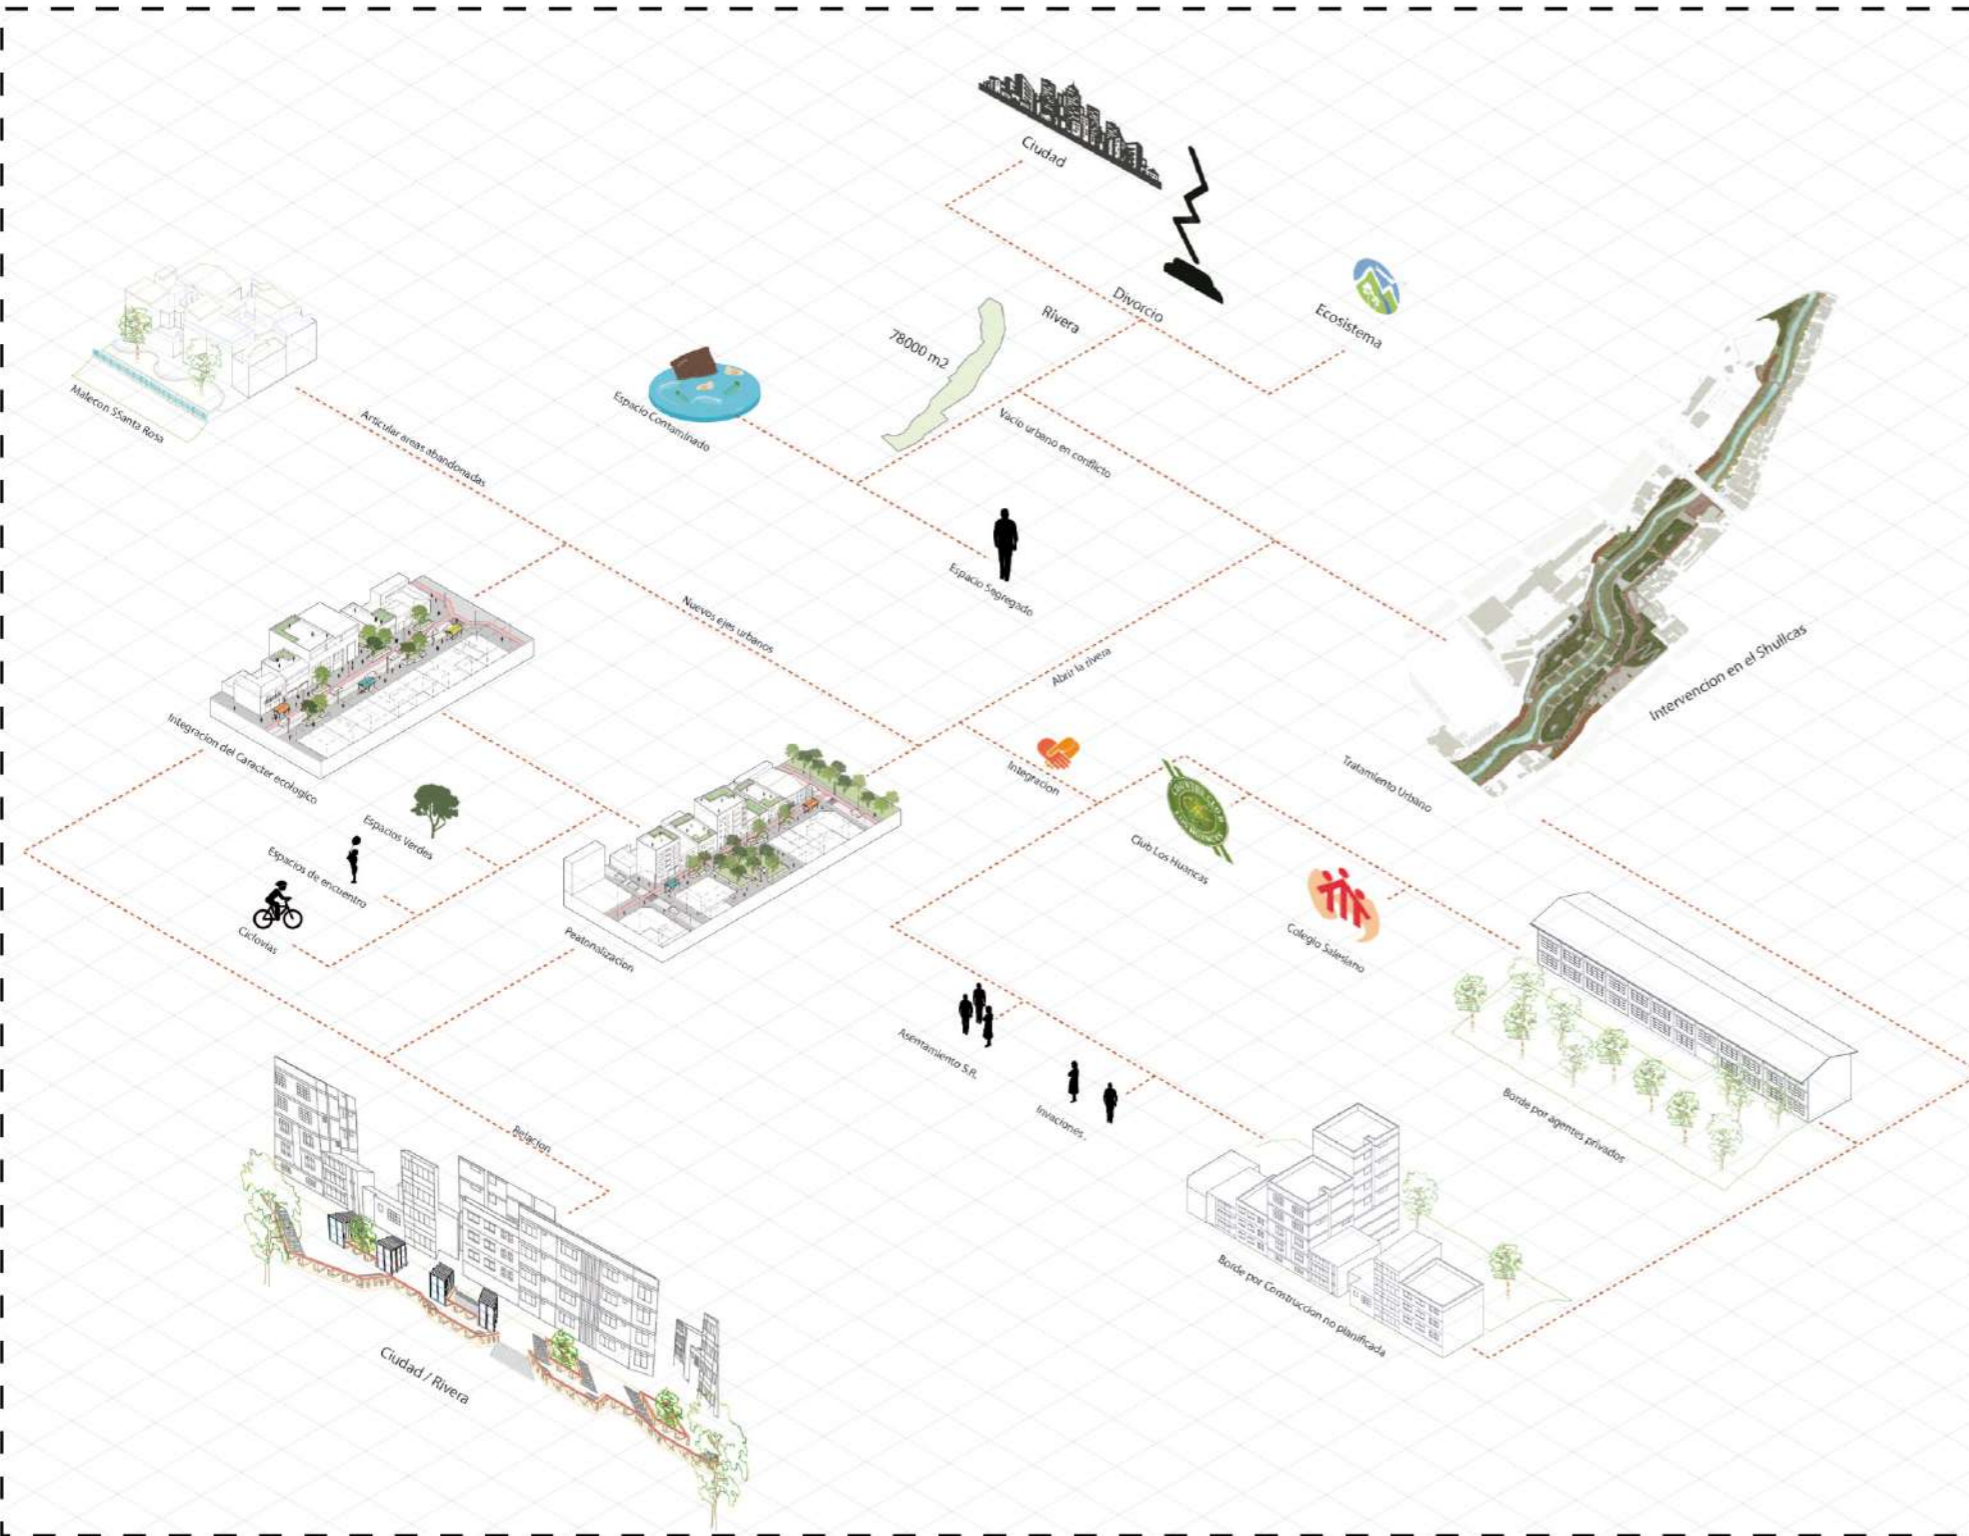 Ciudad
Divorcio
Ecosistema
Rivera
78000 m2
Vacio urbano en conflicto
Espacio Contaminado
Espacio Segregado
Malecon SSanta Rosa
Articular areas abandonadas
Nuevos ejes urbanos
Abrir la rivera
Intervencion en el Shullcas
Tratamiento Urbano
Integracion del Caracter ecologico
Integracion
Club Los Huancas
Colegio Salesiano
Espacios Verdes
Espacios de encuentro
Ciclovias
Peatonalizacion
Asentamiento S.R.
Invaciones.
Borde por agentes privados
Relacion
Borde por Construccion no planificada
Ciudad / Rivera